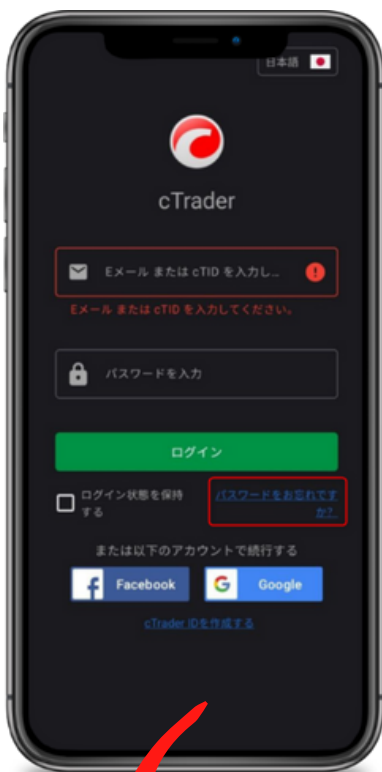 日本語
cTrader
Eメール または cTID を入力し…
Eメール または cTID を入力してください。
パスワードを入力
ログイン
ログイン状態を保持
する
パスワードをお忘れです
か?
または以下のアカウントで続行する
Facebook
Google
cTrader IDを作成する